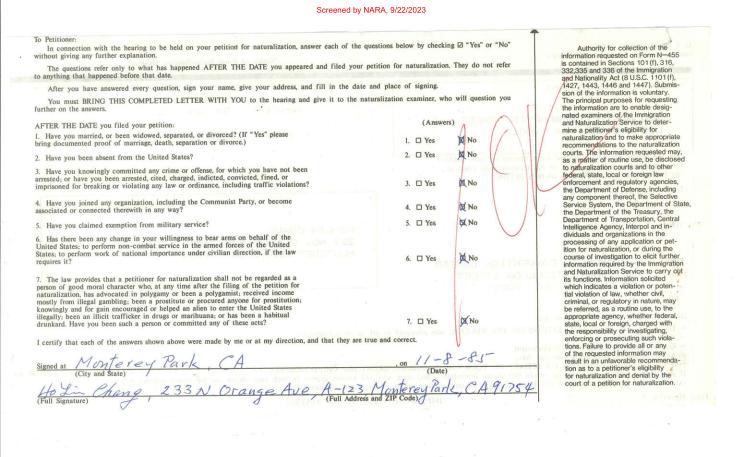 Screened by NARA, 9/22/2023
To Petitioner:
In connection with the hearing to be held on your petition for naturalization, answer each of the questions below by checking ☑ "Yes" or "No"
without giving any further explanation.
The questions refer only to what has happened AFTER THE DATE you appeared and filed your petition for naturalization. They do not refer
to anything that happened before that date.
After you have answered every question, sign your name, give your address, and fill in the date and place of signing.
You must BRING THIS COMPLETED LETTER WITH YOU to the hearing and give it to the naturalization examiner, who will question you
further on the answers.
(Answers)
AFTER THE DATE you filed your petition:
1. Have you married, or been widowed, separated, or divorced? (If "Yes" please
bring documented proof of marriage, death, separation or divorce.)
1. ☐ Yes ☒ No
2. Have you been absent from the United States?
2. ☐ Yes ☒ No
3. Have you knowingly committed any crime or offense, for which you have not been
arrested; or have you been arrested, cited, charged, indicted, convicted, fined, or
imprisoned for breaking or violating any law or ordinance, including traffic violations?
3. ☐ Yes ☒ No
4. Have you joined any organization, including the Communist Party, or become
associated or connected therewith in any way?
4. ☐ Yes ☒ No
5. Have you claimed exemption from military service?
5. ☐ Yes ☒ No
6. Has there been any change in your willingness to bear arms on behalf of the
United States; to perform non-combat service in the armed forces of the United
States; to perform work of national importance under civilian direction, if the law
requires it?
6. ☐ Yes ☒ No
7. The law provides that a petitioner for naturalization shall not be regarded as a
person of good moral character who, at any time after the filing of the petition for
naturalization, has advocated in polygamy or been a polygamist; received income
mostly from illegal gambling; been a prostitute or procured anyone for prostitution;
knowingly and for gain encouraged or helped an alien to enter the United States
illegally; been an illicit trafficker in drugs or marihuana; or has been a habitual
drunkard. Have you been such a person or committed any of these acts?
7. ☐ Yes ☒ No
I certify that each of the answers shown above were made by me or at my direction, and that they are true and correct.
Signed at Monterey Park, CA , on 11-8-85
(City and State) (Date)
Ho Lin Chang, 233 N Orange Ave, A-123, Monterey Park, CA 91754
(Full Signature) (Full Address and ZIP Code)
OK
Authority for collection of the
information requested on Form N-455
is contained in Sections 101(f), 316,
332,335 and 336 of the Immigration
and Nationality Act (8 U.S.C. 1101(f),
1427, 1443, 1446 and 1447). Submis-
sion of the information is voluntary.
The principal purposes for requesting
the information are to enable desig-
nated examiners of the Immigration
and Naturalization Service to deter-
mine a petitioner's eligibility for
naturalization and to make appropriate
recommendations to the naturalization
courts. The information requested may,
as a matter of routine use, be disclosed
to naturalization courts and to other
federal, state, local or foreign law
enforcement and regulatory agencies,
the Department of Defense, including
any component thereof, the Selective
Service System, the Department of State,
the Department of the Treasury, the
Department of Transportation, Central
Intelligence Agency, Interpol and in-
dividuals and organizations in the
processing of any application or pet-
ition for naturalization, or during the
course of investigation to elicit further
information required by the Immigration
and Naturalization Service to carry out
its functions. Information solicited
which indicates a violation or poten-
tial violation of law, whether civil,
criminal, or regulatory in nature, may
be referred, as a routine use, to the
appropriate agency, whether federal,
state, local or foreign, charged with
the responsibility or investigating,
enforcing or prosecuting such viola-
tions. Failure to provide all or any
of the requested information may
result in an unfavorable recommenda-
tion as to a petitioner's eligibility
for naturalization and denial by the
court of a petition for naturalization.